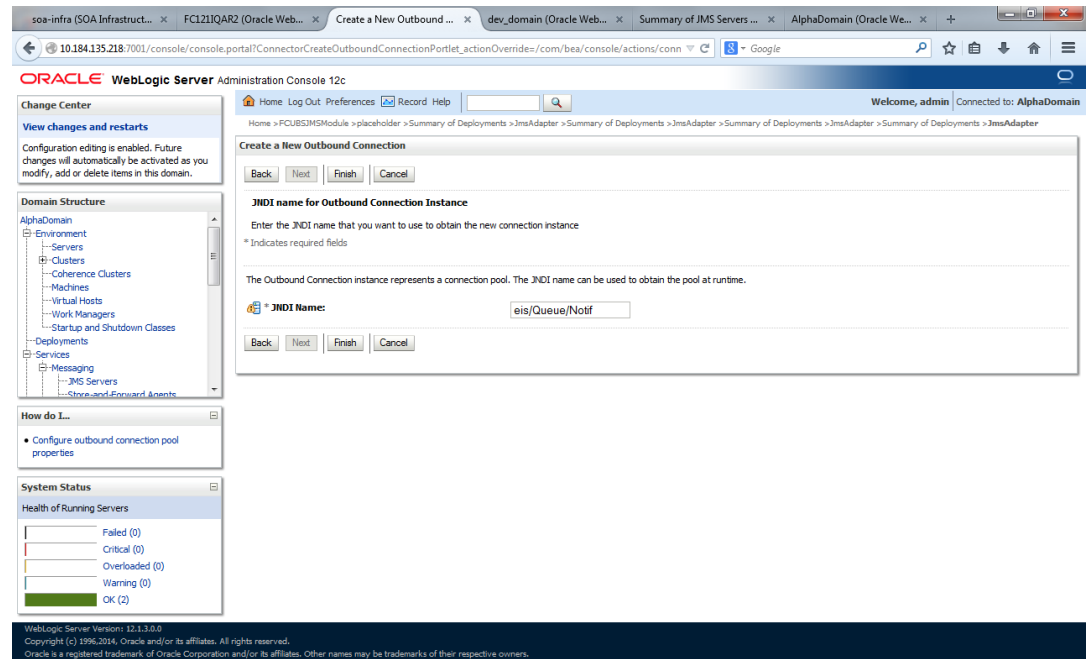 soa-infra (SOA Infrastruct... ×
FC121IQAR2 (Oracle Web... ×
Create a New Outbound ... ×
dev_domain (Oracle Web... ×
Summary of JMS Servers ... ×
AlphaDomain (Oracle We... ×
10.184.135.218:7001/console/console.portal?ConnectorCreateOutboundConnectionPortlet_actionOverride=/com/bea/console/actions/conn
Google
ORACLE WebLogic Server Administration Console 12c
Change Center
View changes and restarts
Configuration editing is enabled. Future
changes will automatically be activated as you
modify, add or delete items in this domain.
Domain Structure
AlphaDomain
Environment
Servers
Clusters
Coherence Clusters
Machines
Virtual Hosts
Work Managers
Startup and Shutdown Classes
Deployments
Services
Messaging
JMS Servers
Store-and-Forward Agents
How do I...
Configure outbound connection pool
properties
System Status
Health of Running Servers
Failed (0)
Critical (0)
Overloaded (0)
Warning (0)
OK (2)
Home Log Out Preferences Record Help
Welcome, admin Connected to: AlphaDomain
Home >FCUBSJMSModule >placeholder >Summary of Deployments >JmsAdapter >Summary of Deployments >JmsAdapter >Summary of Deployments >JmsAdapter >Summary of Deployments >JmsAdapter
Create a New Outbound Connection
Back Next Finish Cancel
JNDI name for Outbound Connection Instance
Enter the JNDI name that you want to use to obtain the new connection instance
* Indicates required fields
The Outbound Connection instance represents a connection pool. The JNDI name can be used to obtain the pool at runtime.
* JNDI Name: eis/Queue/Notif
Back Next Finish Cancel
WebLogic Server Version: 12.1.3.0.0
Copyright (c) 1996,2014, Oracle and/or its affiliates. All rights reserved.
Oracle is a registered trademark of Oracle Corporation and/or its affiliates. Other names may be trademarks of their respective owners.